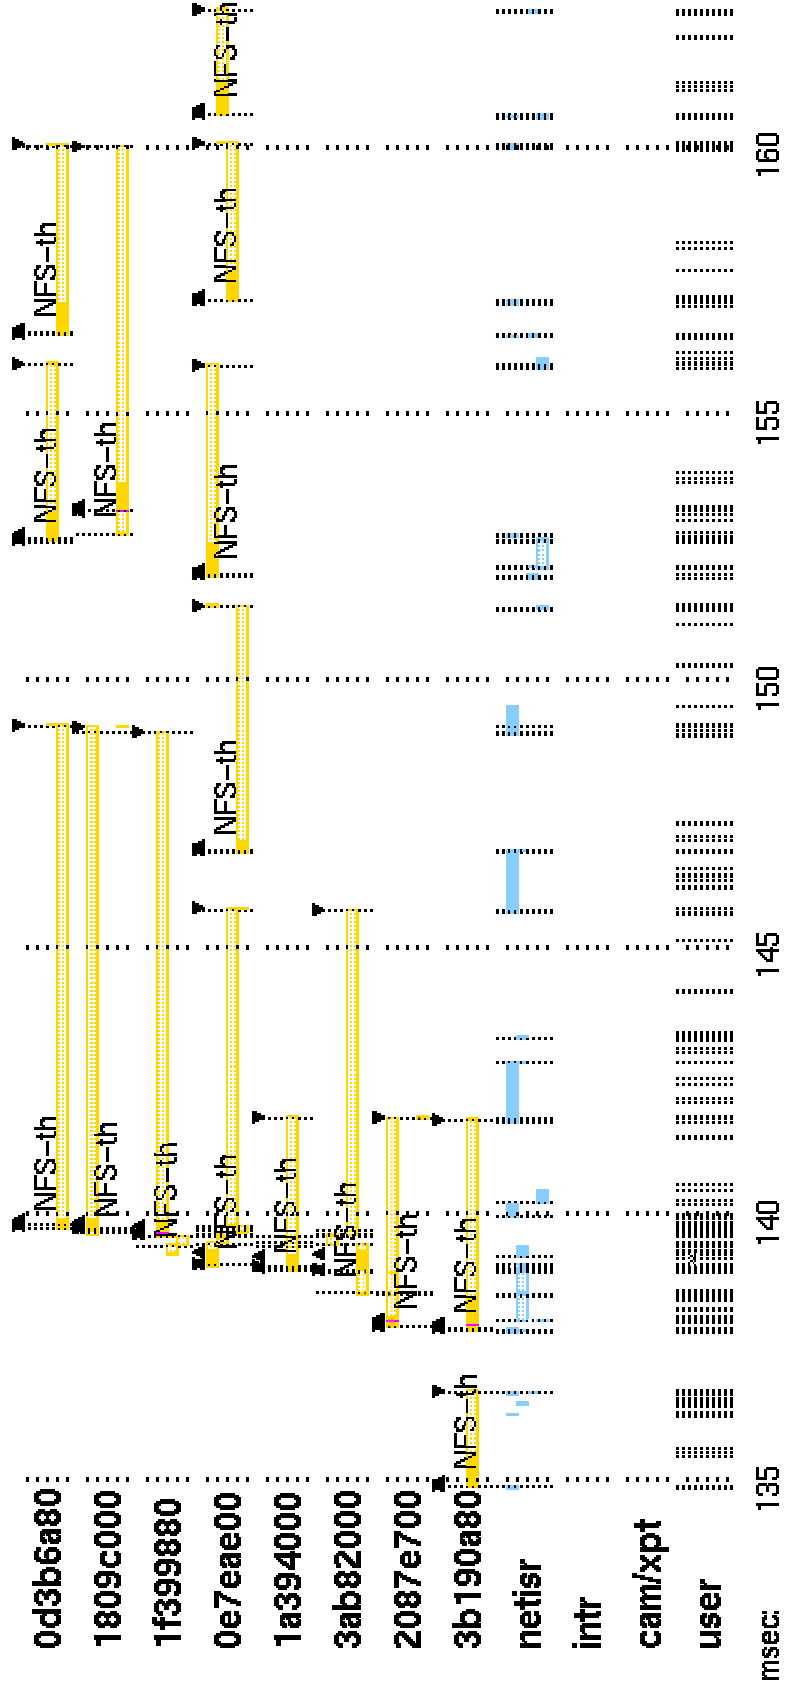 0d3b6a80 NFS-th NFS-th NFS-th
1809c000 NFS-th NFS-th
1f399880 NFS-th
0e7eae00 NFS-th NFS-th NFS-th NFS-th NFS-th
1a394000 NFS-th
3ab82000 NFS-th
2087e700 NFS-th
3b190a80 NFS-th NFS-th
netisr
intr
cam/xpt
user
msec: 135 140 145 150 155 160